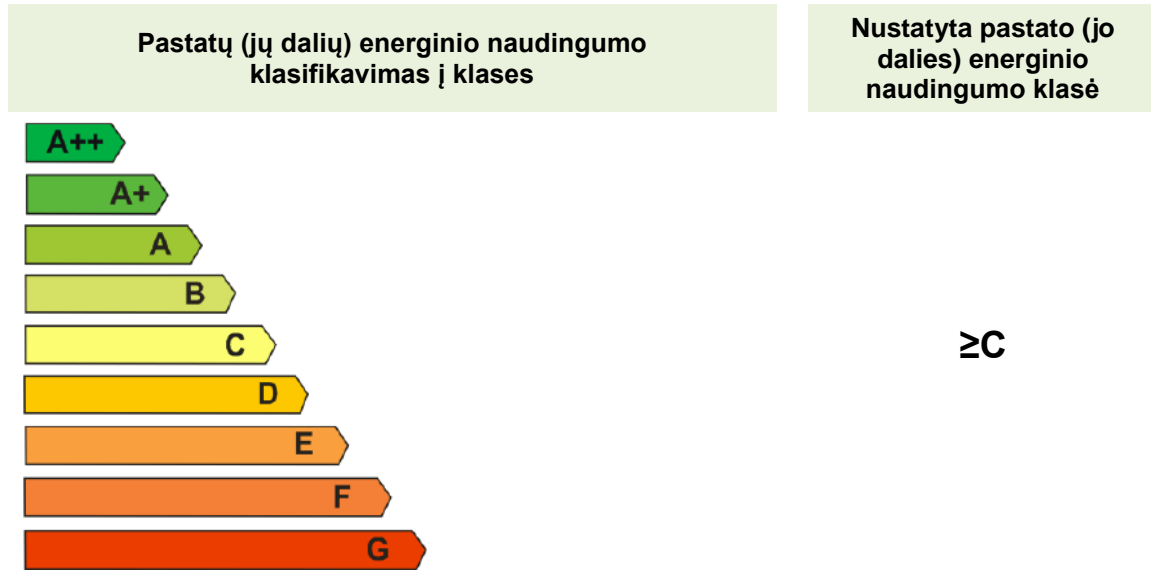 Pastatų (jų dalių) energinio naudingumo
klasifikavimas į klases
Nustatyta pastato (jo
dalies) energinio
naudingumo klasė
A++
A+
A
B
C
≥C
D
E
F
G